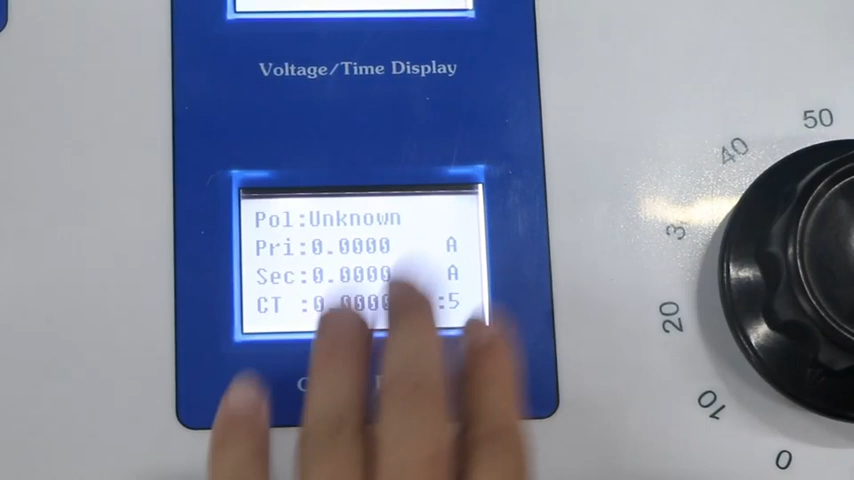 Voltage/Time Display
Pol:Unknown
Pri:0.0000 A
Sec:0.0000 A
CT :0.0000 :5
50
40
20
10
0